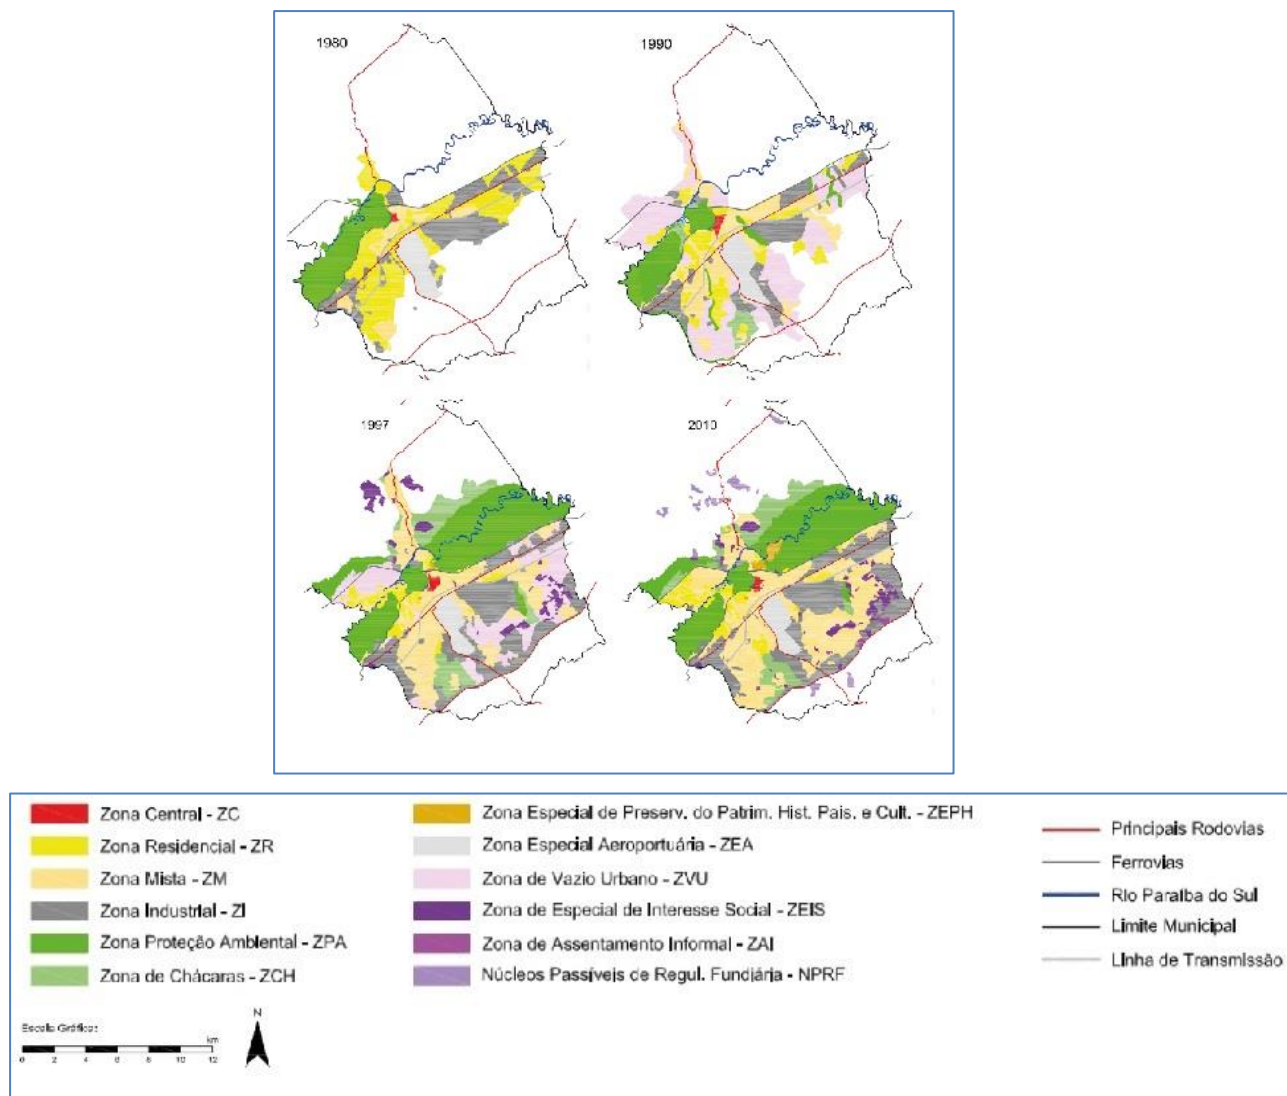 1980
1990
1997
2010
Zona Central - ZC
Zona Residencial - ZR
Zona Mista - ZM
Zona Industrial - ZI
Zona Proteção Ambiental - ZPA
Zona de Chácaras - ZCH
Zona Especial de Preserv. do Patrim. Hist. Pais. e Cult. - ZEPH
Zona Especial Aeroportuária - ZEA
Zona de Vazio Urbano - ZVU
Zona de Especial de Interesse Social - ZEIS
Zona de Assentamento Informal - ZAI
Núcleos Passíveis de Regul. Fundiária - NPRF
Principais Rodovias
Ferrovias
Rio Paraíba do Sul
Limite Municipal
Linha de Transmissão
Escala Gráfica:
km
0 2 4 6 8 10 12
N